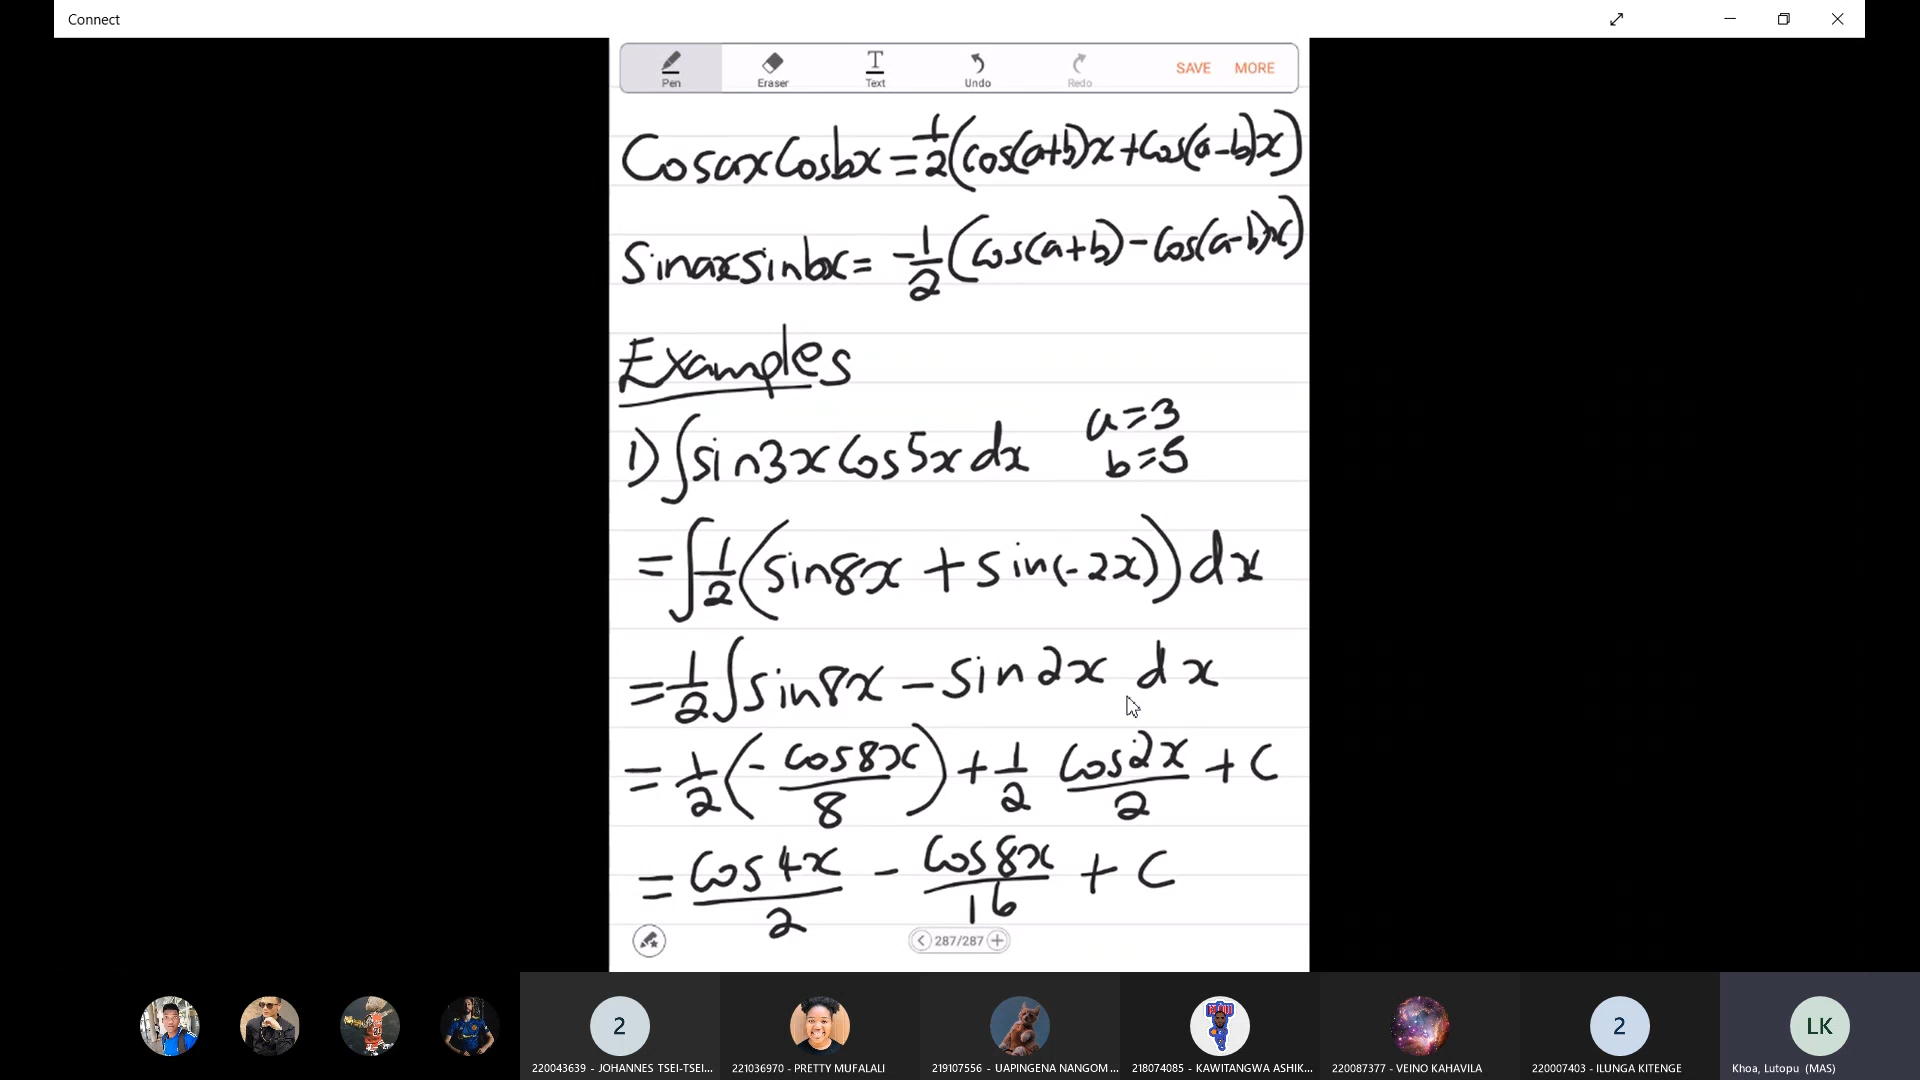 Connect
Pen Eraser Text Undo Redo SAVE MORE
Cosax Cosbx = 1/2 (Cos(a+b)x + Cos(a-b)x)
Sinax sinbx = -1/2 (Cos(a+b) - Cos(a-b)x)
Examples
1) ∫ sin3x Cos5x dx a=3
b=5
= ∫ 1/2 (sin8x + sin(-2x)) dx
= 1/2 ∫ sin8x - sin2x dx
= 1/2 (- cos8x/8) + 1/2 Cos2x/2 + C
= Cos4x/2 - Cos8x/16 + C
287/287
2 2 LK
220043639 - JOHANNES TSEI-TSEI... 221036970 - PRETTY MUFALALI 219107556 - UAPINGENA NANGOM ... 218074085 - KAWITANGWA ASHIK... 220087377 - VEINO KAHAVILA 220007403 - ILUNGA KITENGE Khoa, Lutopu (MAS)